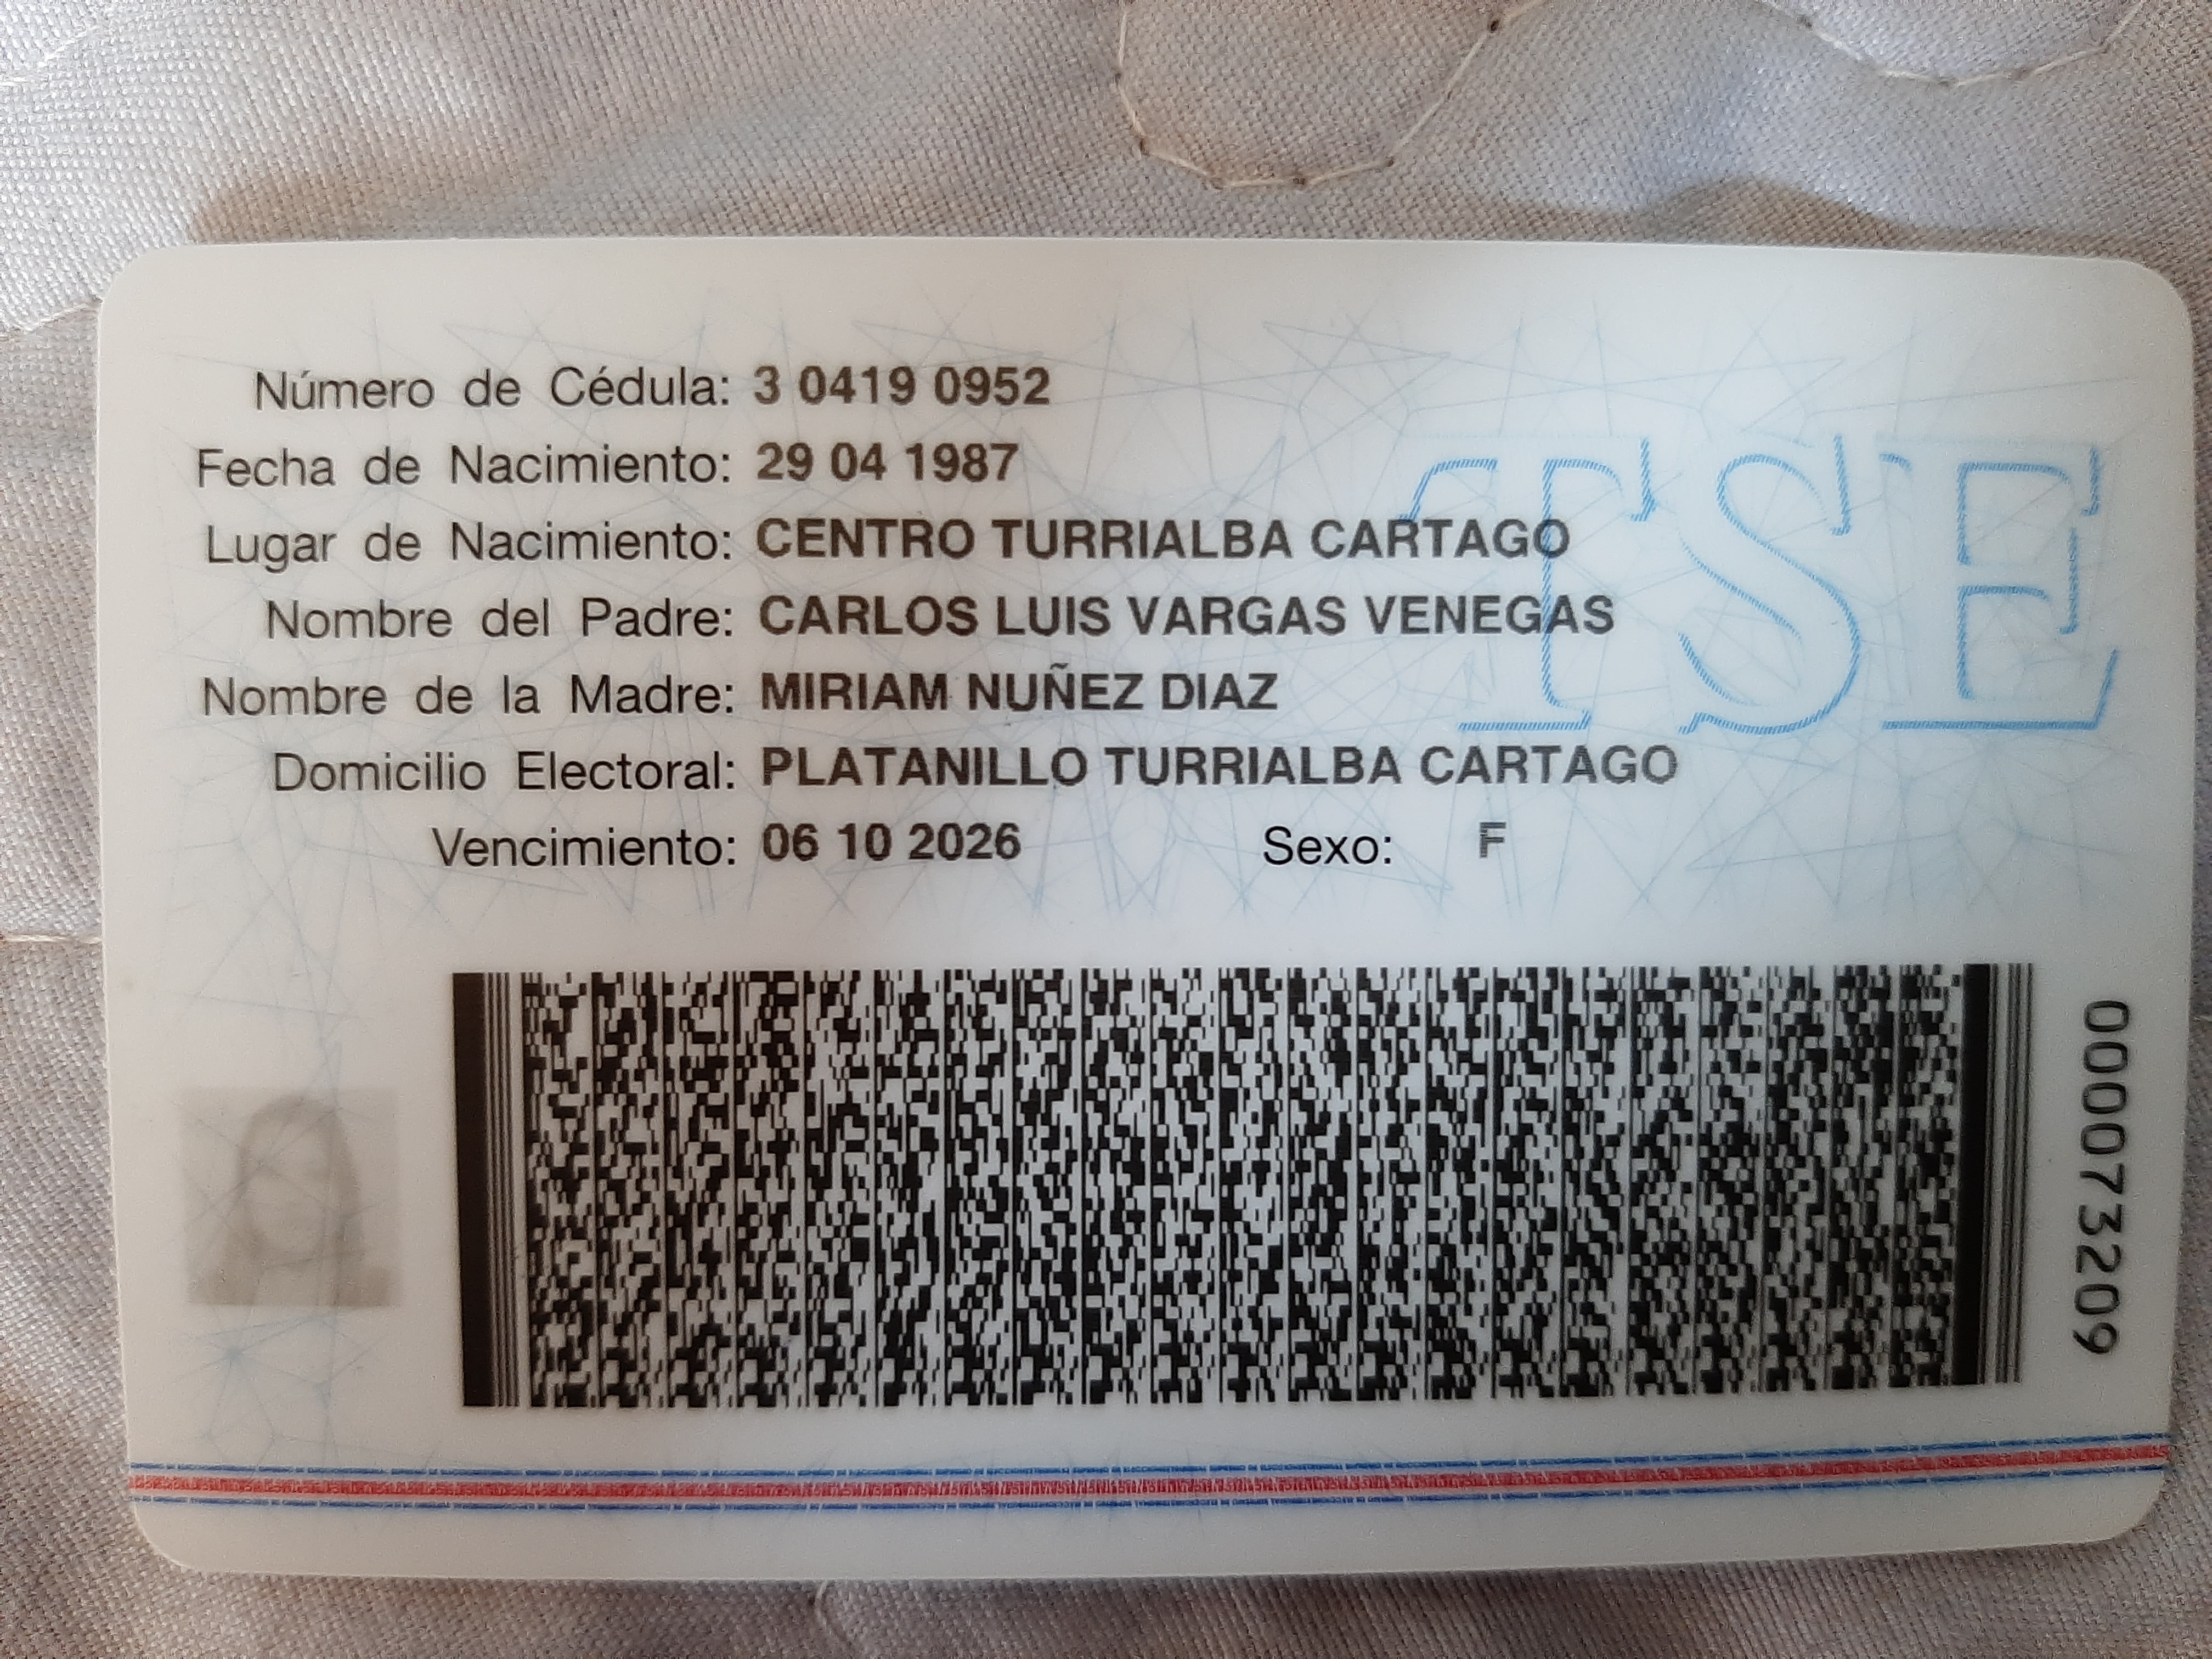 Número de Cédula: 3 0419 0952
Fecha de Nacimiento: 29 04 1987
Lugar de Nacimiento: CENTRO TURRIALBA CARTAGO
Nombre del Padre: CARLOS LUIS VARGAS VENEGAS
Nombre de la Madre: MIRIAM NUÑEZ DIAZ
Domicilio Electoral: PLATANILLO TURRIALBA CARTAGO
Vencimiento: 06 10 2026 Sexo: F
TSE
000073209